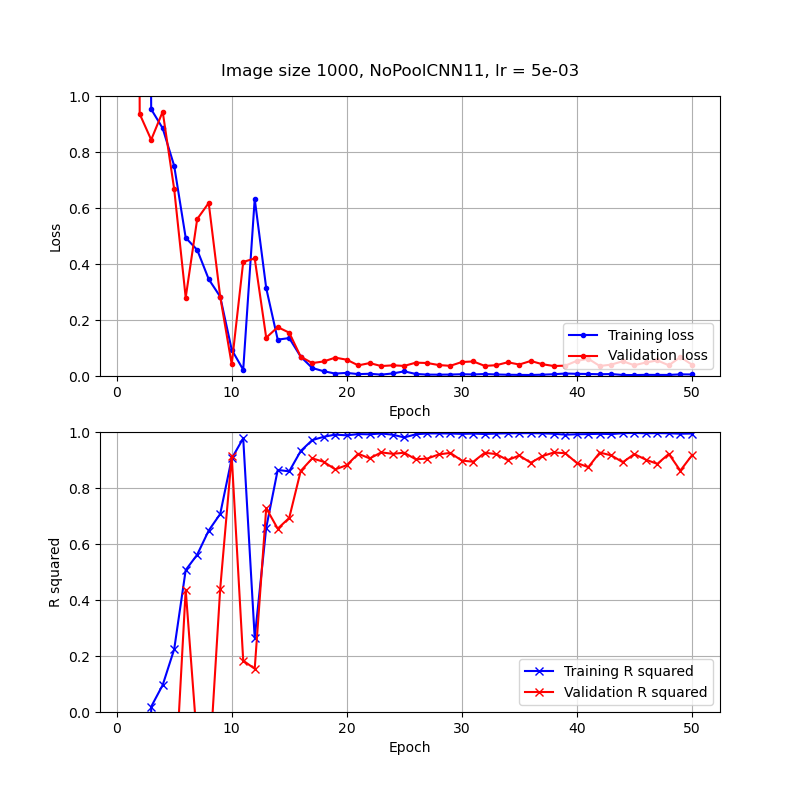 Image size 1000, NoPoolCNN11, lr = 5e-03
1.0
0.8
0.6
0.4
0.2
0.0
Loss
Training loss
Validation loss
0 10 20 30 40 50
Epoch
1.0
0.8
0.6
0.4
0.2
0.0
R squared
Training R squared
Validation R squared
0 10 20 30 40 50
Epoch